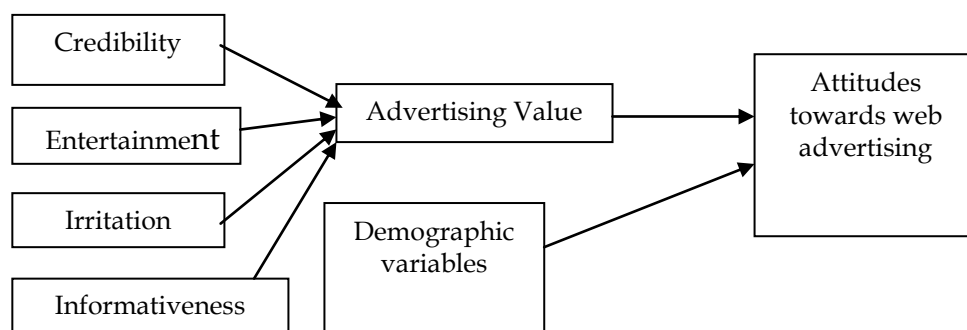 Credibility
Entertainment
Irritation
Informativeness
Advertising Value
Demographic
variables
Attitudes
towards web
advertising